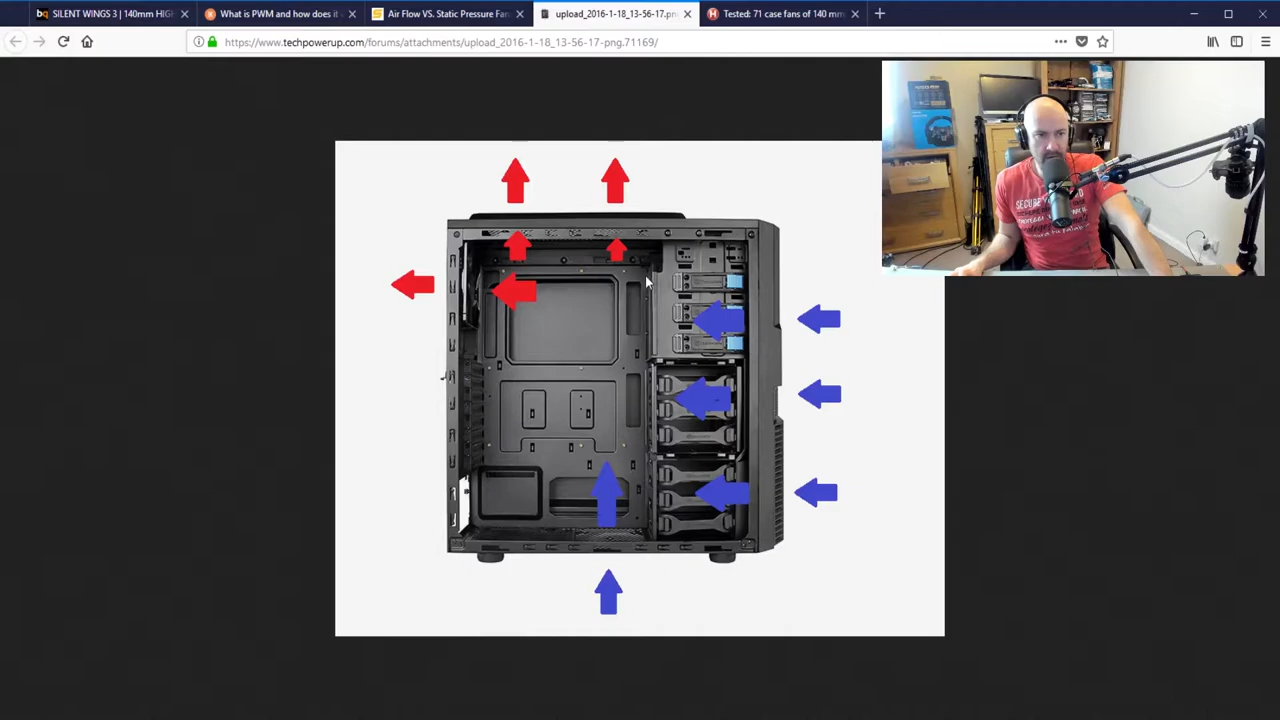 SILENT WINGS 3 | 140mm HIGH
What is PWM and how does it
Air Flow VS. Static Pressure Fan
upload_2016-1-18_13-56-17.pn
Tested: 71 case fans of 140 mm
https://www.techpowerup.com/forums/attachments/upload_2016-1-18_13-56-17-png.71169/
SECURE